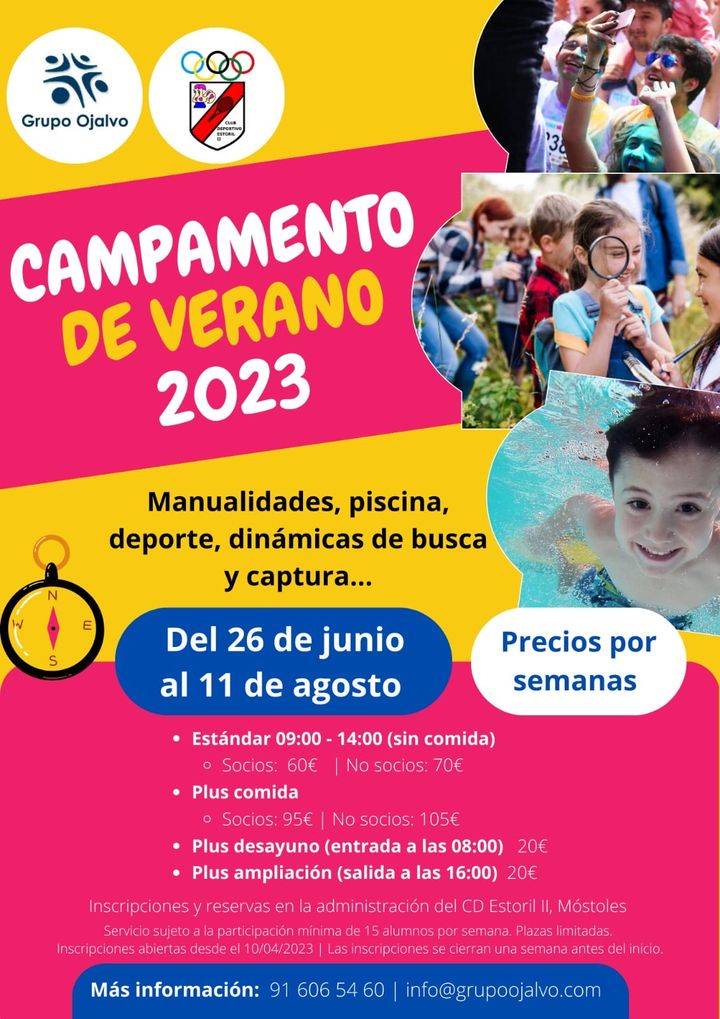 Grupo Ojalvo
CLUB
DEPORTIVO
ESTORIL
II
CAMPAMENTO
DE VERANO
2023
Manualidades, piscina,
deporte, dinámicas de busca
y captura...
N
W
E
S
Del 26 de junio
al 11 de agosto
Precios por
semanas
• Estándar 09:00 - 14:00 (sin comida)
○ Socios: 60€ | No socios: 70€
• Plus comida
○ Socios: 95€ | No socios: 105€
• Plus desayuno (entrada a las 08:00) 20€
• Plus ampliación (salida a las 16:00) 20€
Inscripciones y reservas en la administración del CD Estoril II, Móstoles
Servicio sujeto a la participación mínima de 15 alumnos por semana. Plazas limitadas.
Inscripciones abiertas desde el 10/04/2023 | Las inscripciones se cierran una semana antes del inicio.
Más información: 91 606 54 60 | info@grupoojalvo.com